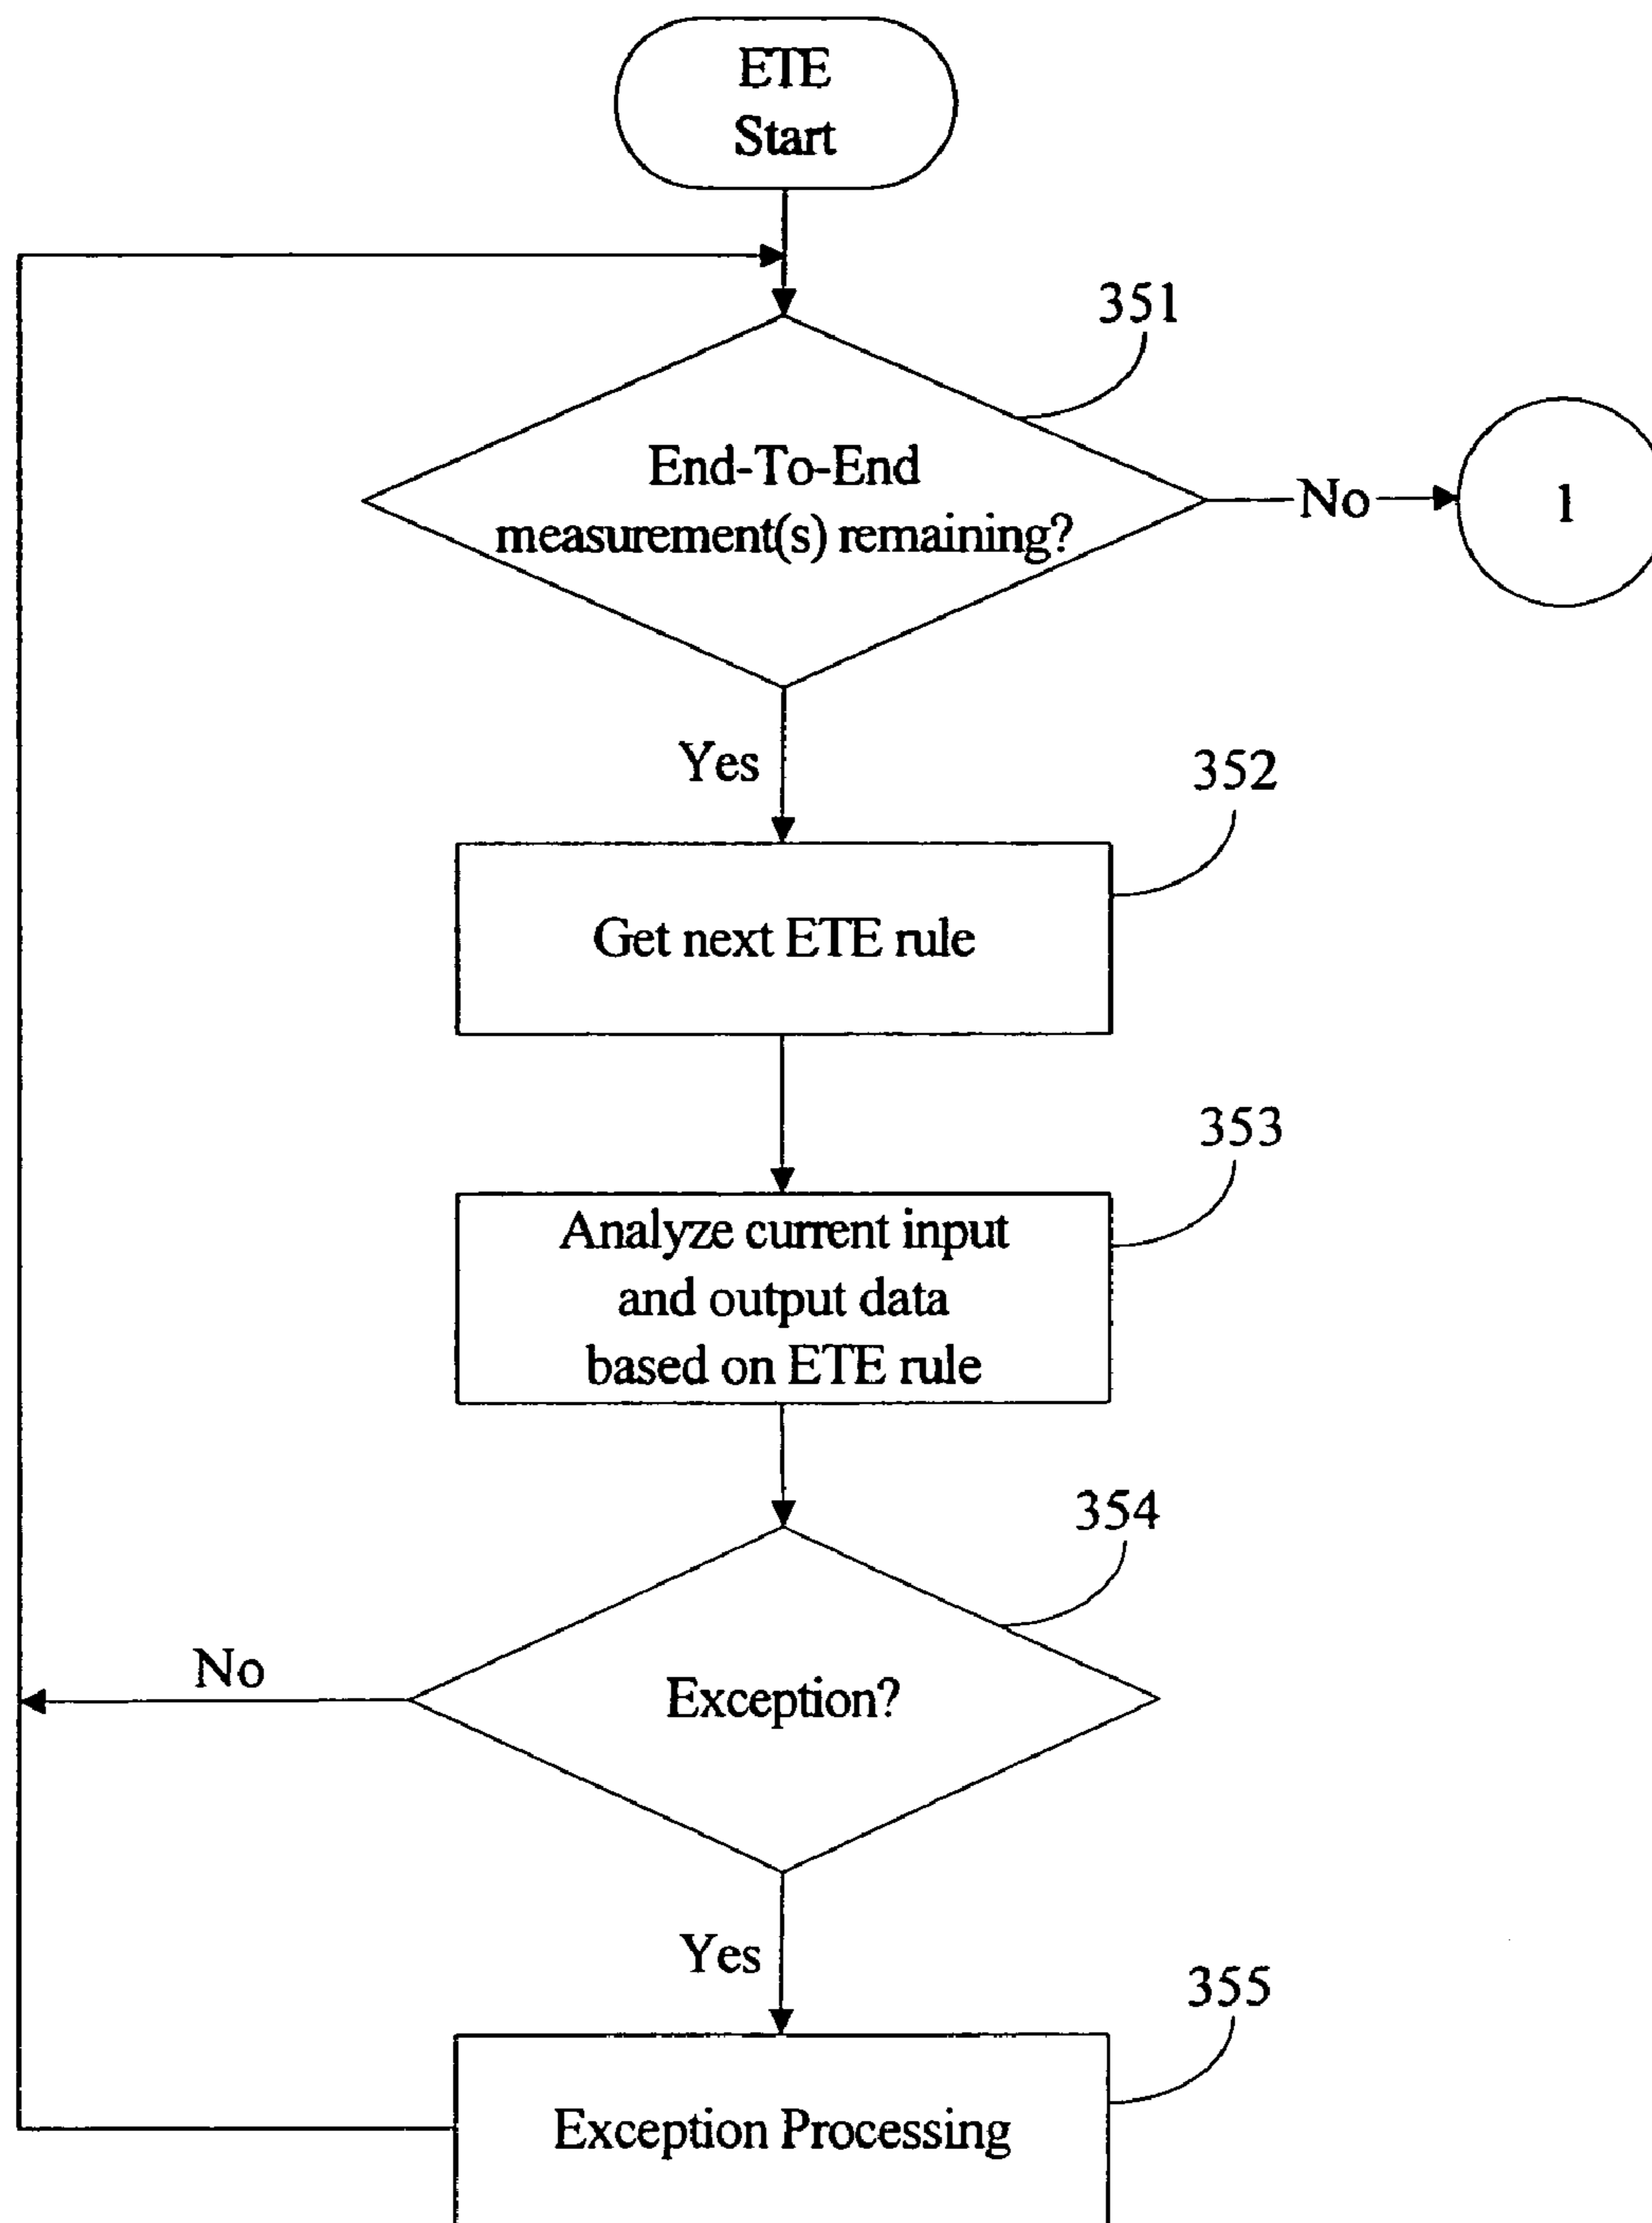 ETE
Start
351
End-To-End
measurement(s) remaining?
No
1
Yes
352
Get next ETE rule
353
Analyze current input
and output data
based on ETE rule
354
Exception?
No
Yes
355
Exception Processing